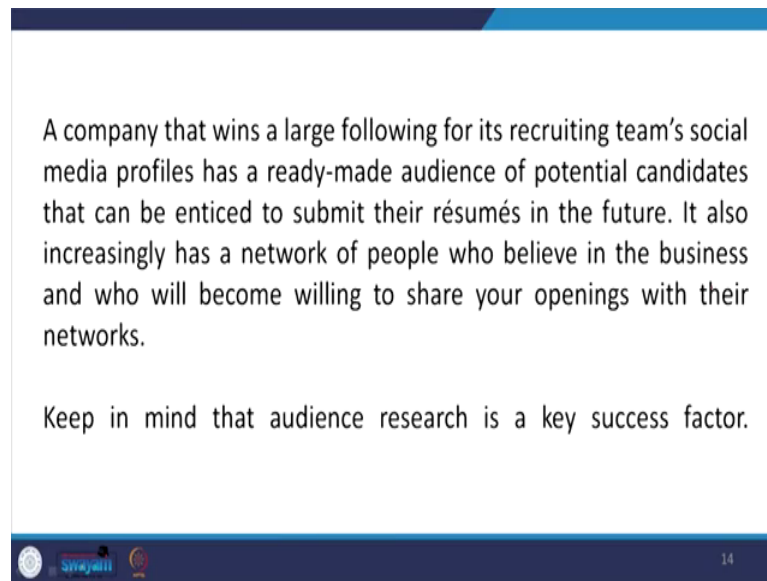 A company that wins a large following for its recruiting team's social
media profiles has a ready-made audience of potential candidates
that can be enticed to submit their résumés in the future. It also
increasingly has a network of people who believe in the business
and who will become willing to share your openings with their
networks.
Keep in mind that audience research is a key success factor.
swayam
14